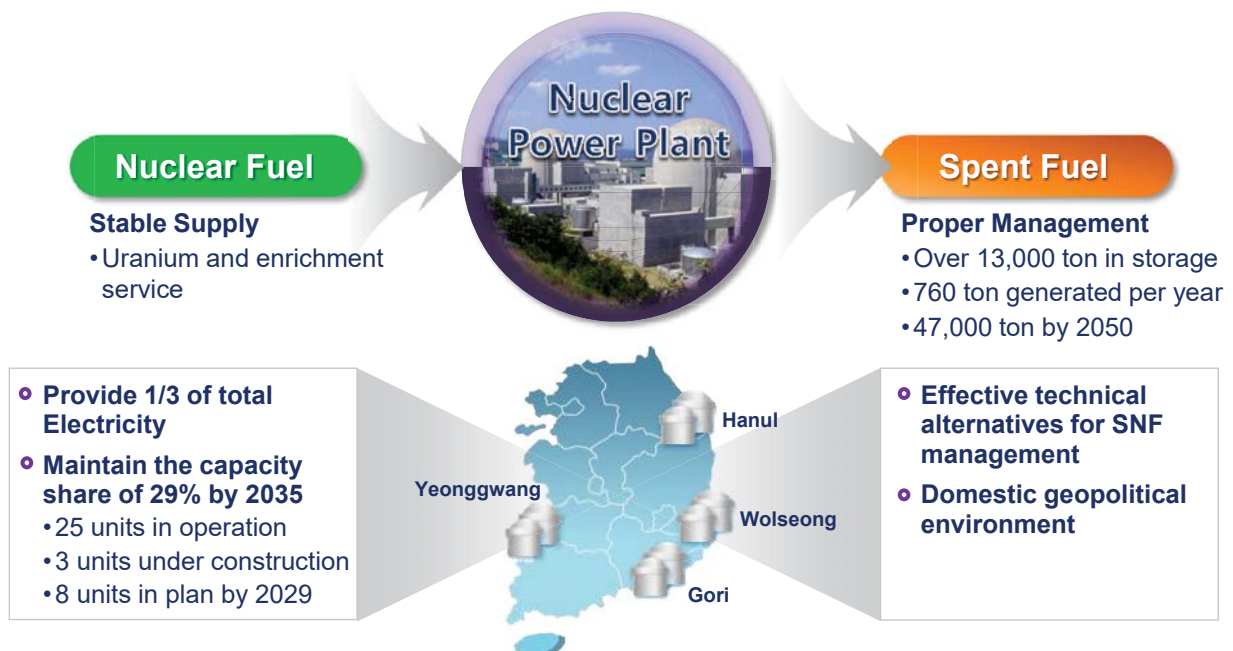 Nuclear
Power Plant
Nuclear Fuel
Stable Supply
•Uranium and enrichment
service
Spent Fuel
Proper Management
•Over 13,000 ton in storage
•760 ton generated per year
•47,000 ton by 2050
Provide 1/3 of total
Electricity
Maintain the capacity
share of 29% by 2035
•25 units in operation
•3 units under construction
•8 units in plan by 2029
Hanul
Yeonggwang
Wolseong
Gori
Effective technical
alternatives for SNF
management
Domestic geopolitical
environment